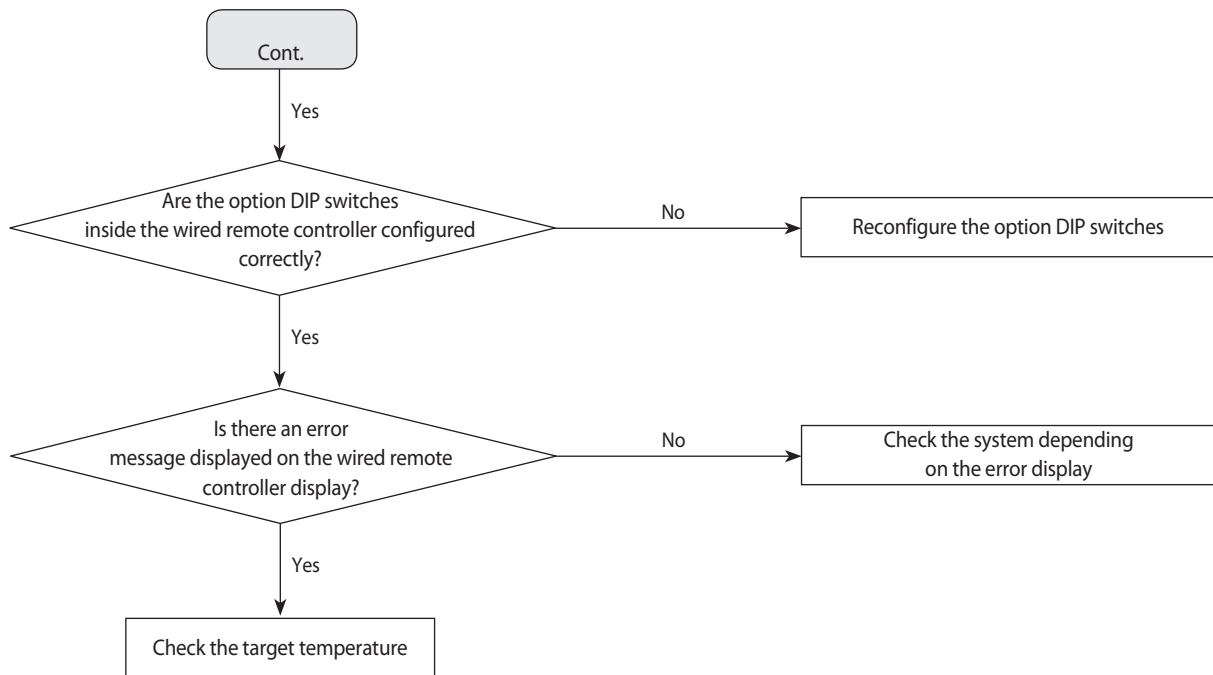 Cont.
Yes
Are the option DIP switches
inside the wired remote controller configured
correctly?
No
Reconfigure the option DIP switches
Yes
Is there an error
message displayed on the wired remote
controller display?
No
Check the system depending
on the error display
Yes
Check the target temperature